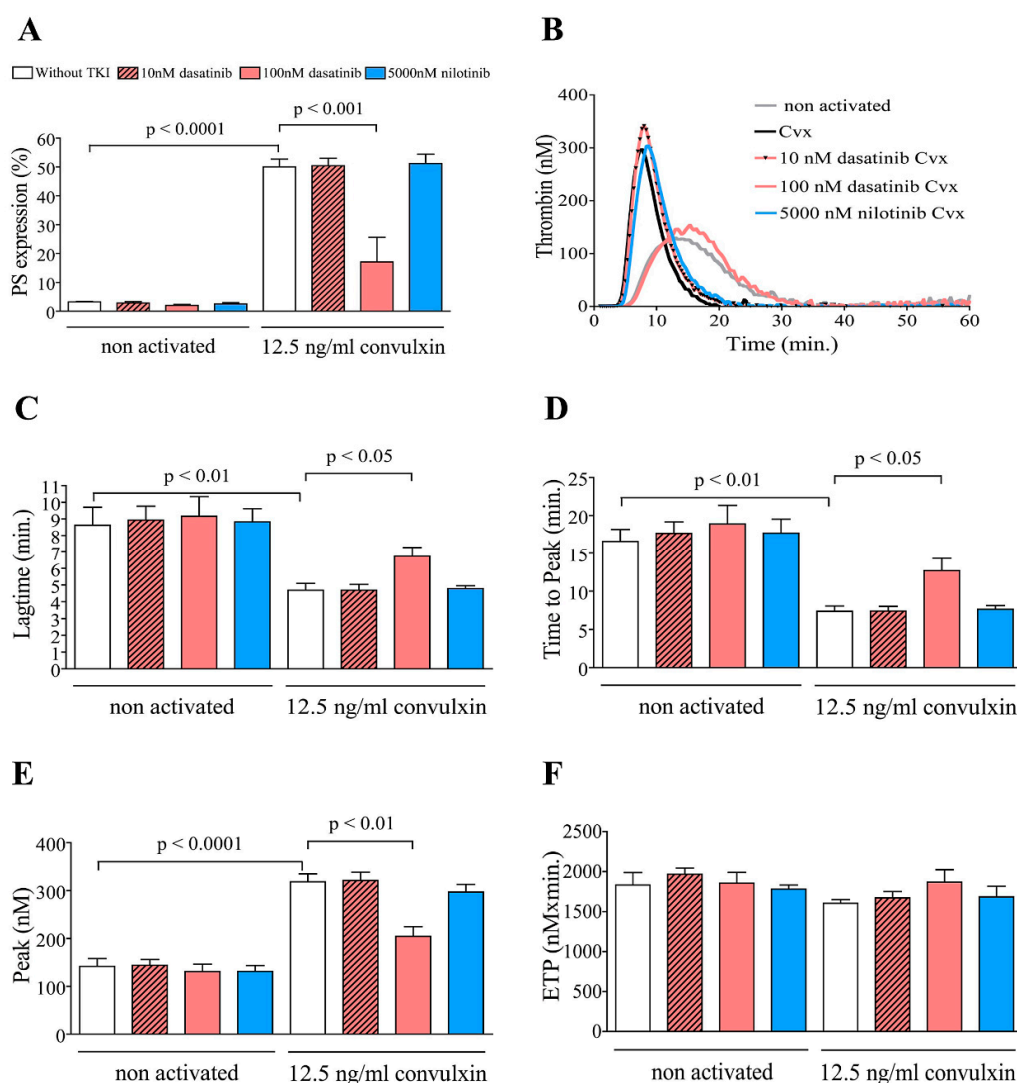 A
Without TKI 10nM dasatinib 100nM dasatinib 5000nM nilotinib
p < 0.0001
p < 0.001
PS expression (%)
60
50
40
30
20
10
0
non activated
12.5 ng/ml convulxin
B
Thrombin (nM)
400
300
200
100
0
non activated
Cvx
10 nM dasatinib Cvx
100 nM dasatinib Cvx
5000 nM nilotinib Cvx
0 10 20 30 40 50 60
Time (min.)
C
p < 0.01
p < 0.05
Lagtime (min.)
11
10
9
8
7
6
5
4
3
2
1
0
non activated
12.5 ng/ml convulxin
D
p < 0.01
p < 0.05
Time to Peak (min.)
25
20
15
10
5
0
non activated
12.5 ng/ml convulxin
E
p < 0.0001
p < 0.01
Peak (nM)
400
300
200
100
0
non activated
12.5 ng/ml convulxin
F
ETP (nMxmin.)
2500
2000
1500
1000
500
0
non activated
12.5 ng/ml convulxin